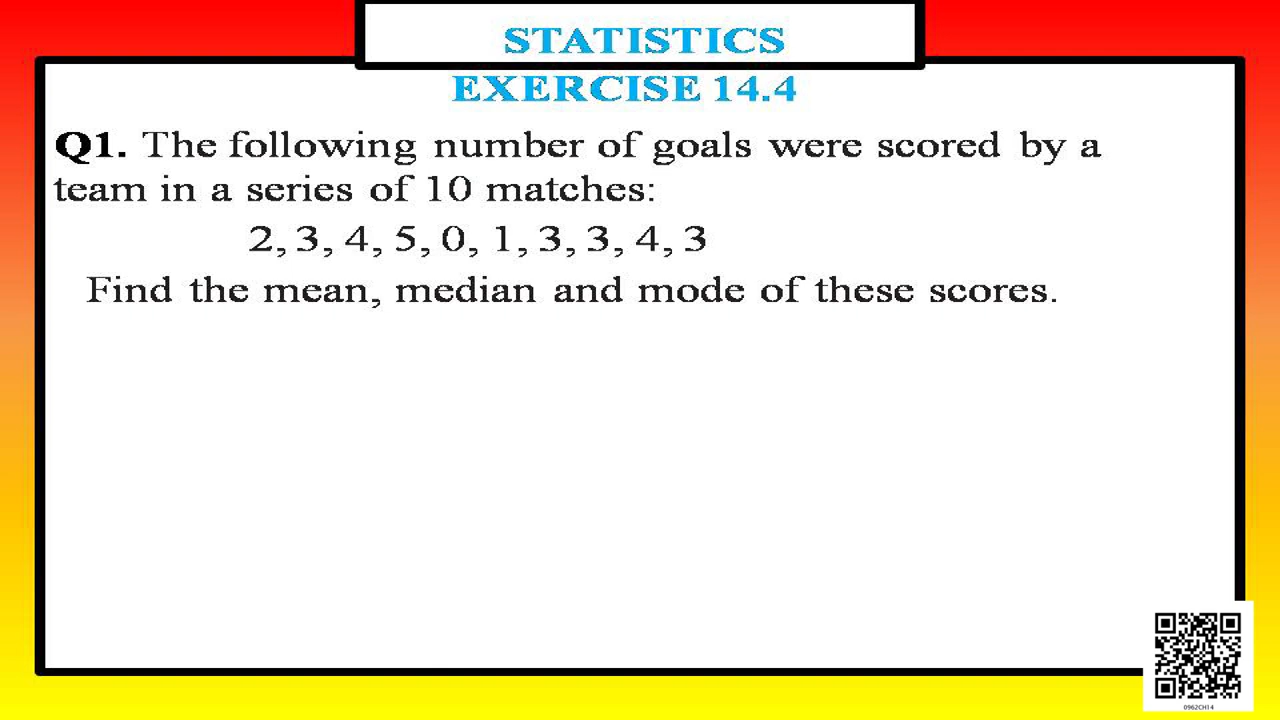 STATISTICS
EXERCISE 14.4
Q1. The following number of goals were scored by a
team in a series of 10 matches:
2, 3, 4, 5, 0, 1, 3, 3, 4, 3
Find the mean, median and mode of these scores.
0962CH14